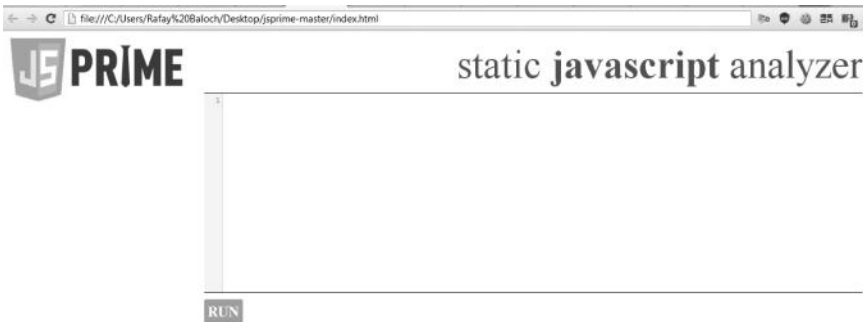 file:///C:/Users/Rafay%20Baloch/Desktop/jsprime-master/index.html
JS PRIME
static javascript analyzer
1
RUN